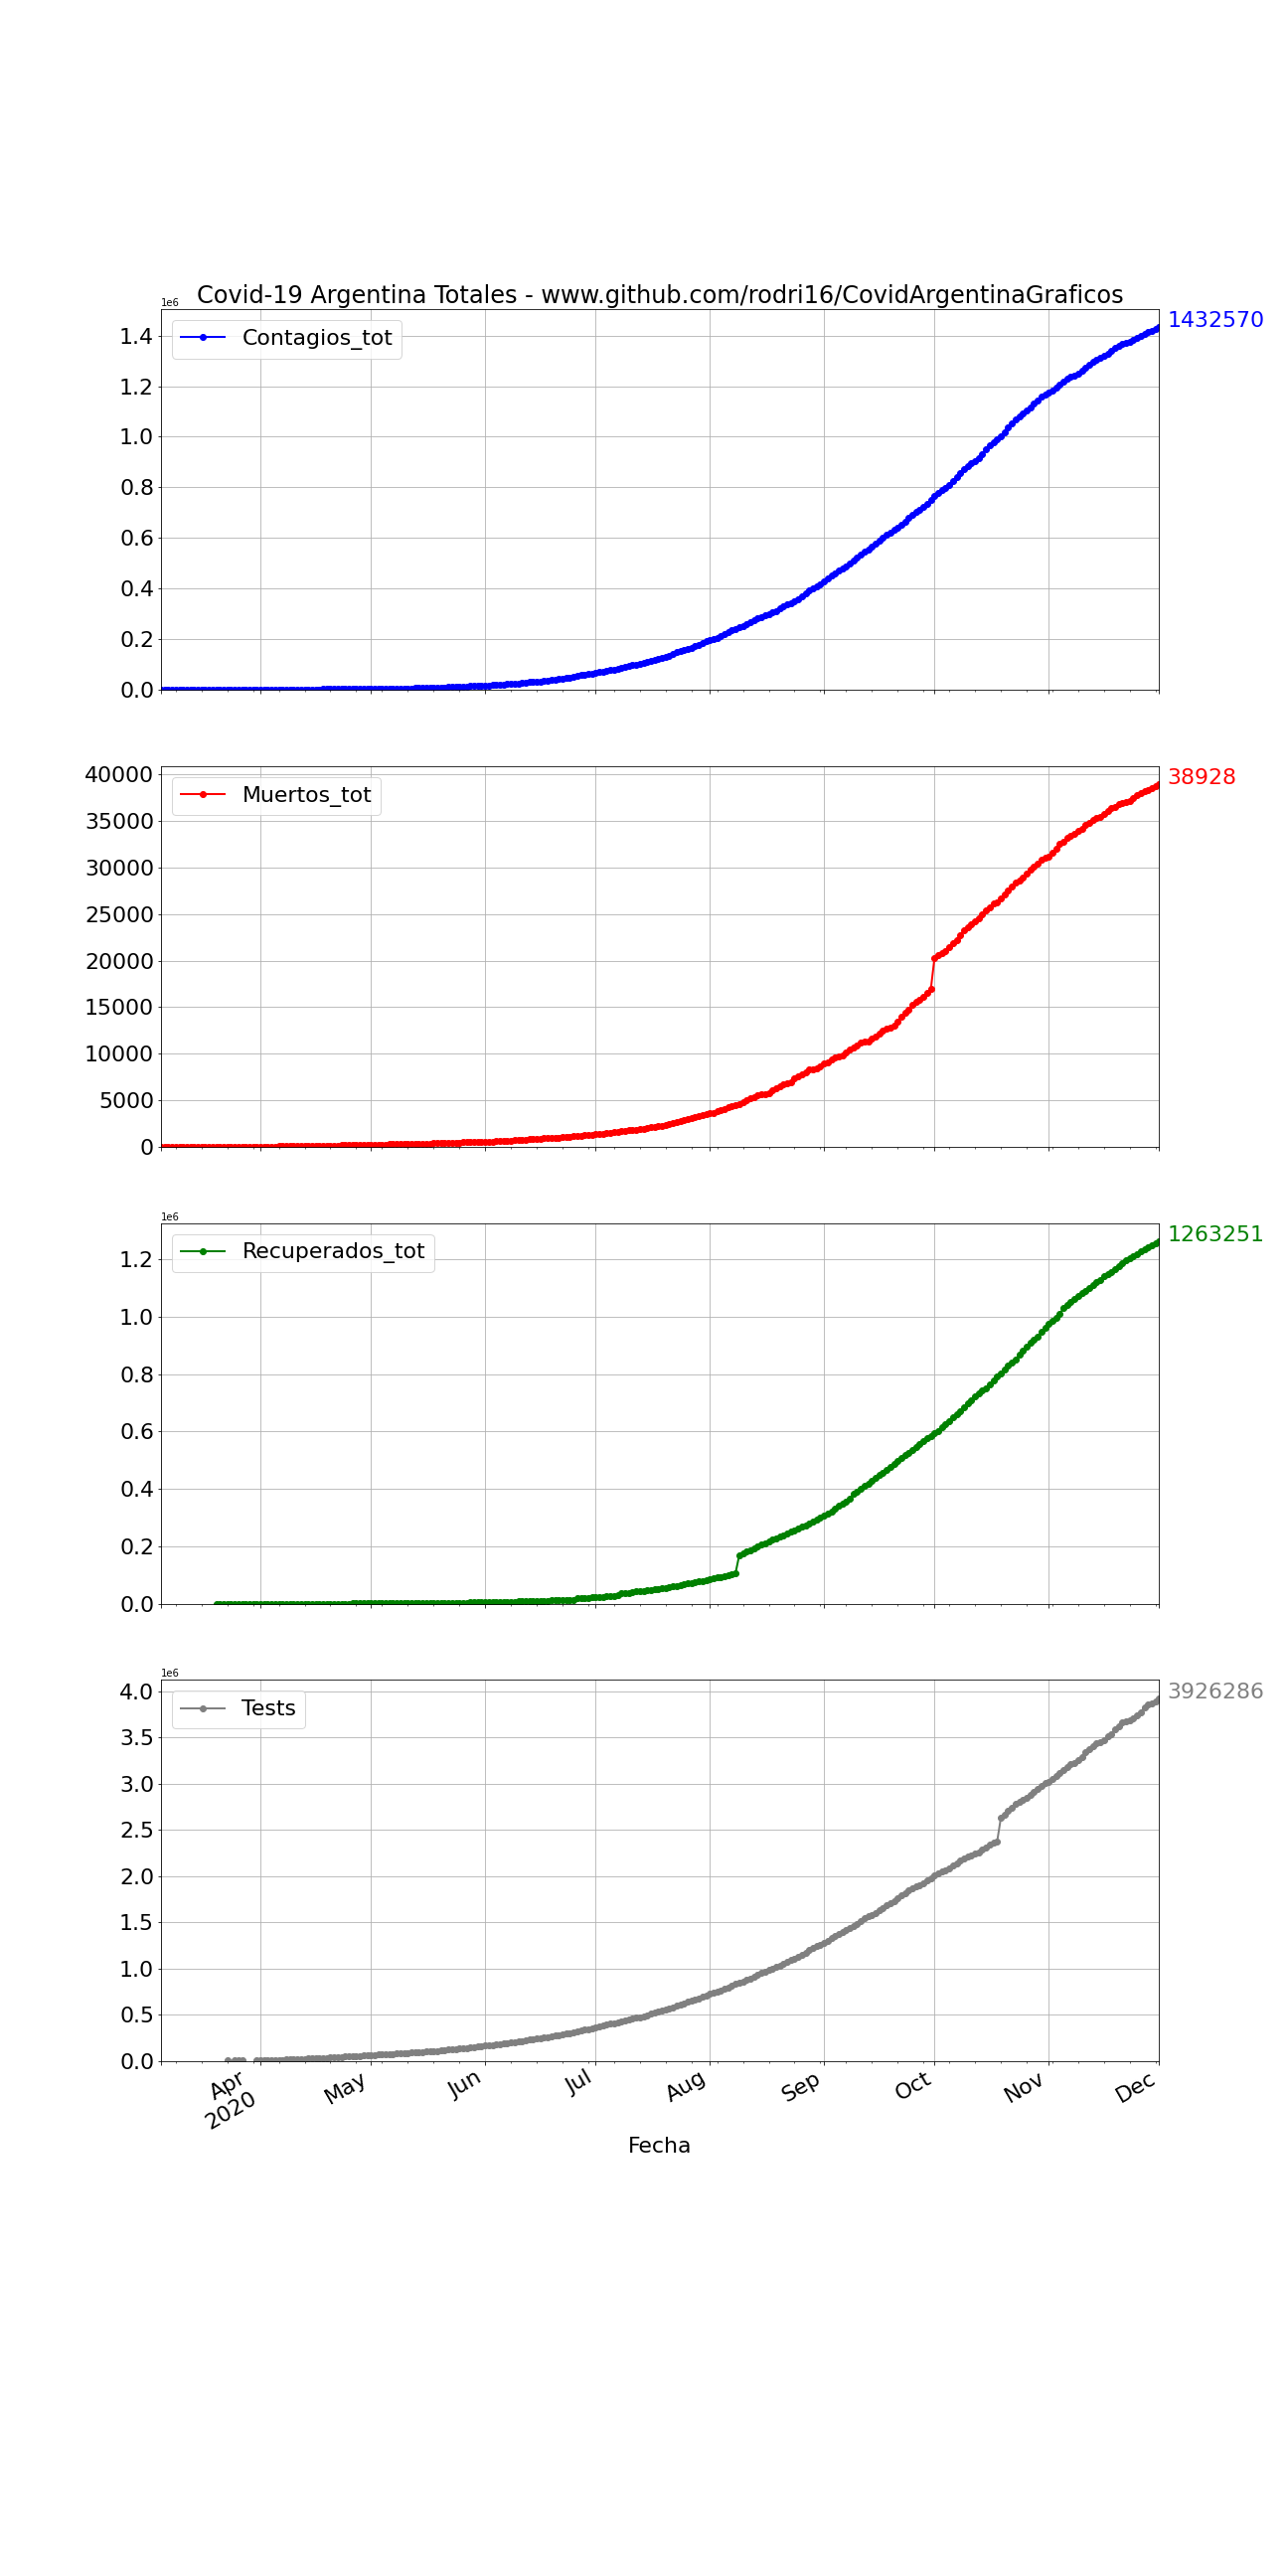 Covid-19 Argentina Totales - www.github.com/rodri16/CovidArgentinaGraficos
1e6
1432570
Contagios_tot
1.4
1.2
1.0
0.8
0.6
0.4
0.2
0.0
40000
38928
Muertos_tot
35000
30000
25000
20000
15000
10000
5000
0
1e6
1263251
Recuperados_tot
1.2
1.0
0.8
0.6
0.4
0.2
0.0
1e6
4.0
3926286
Tests
3.5
3.0
2.5
2.0
1.5
1.0
0.5
0.0
Apr
2020
May
Jun
Jul
Aug
Sep
Oct
Nov
Dec
Fecha